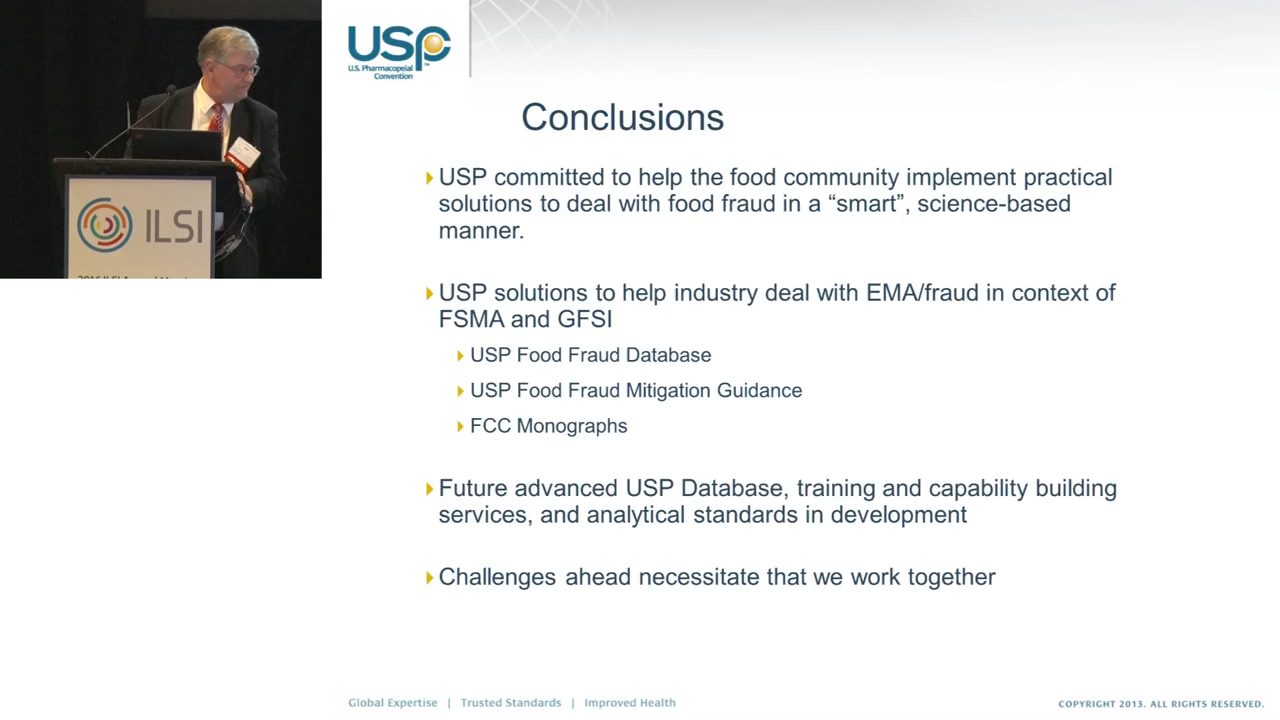 USP
U.S. Pharmacopeial
Convention
Conclusions
USP committed to help the food community implement practical
solutions to deal with food fraud in a “smart”, science-based
manner.
USP solutions to help industry deal with EMA/fraud in context of
FSMA and GFSI
USP Food Fraud Database
USP Food Fraud Mitigation Guidance
FCC Monographs
Future advanced USP Database, training and capability building
services, and analytical standards in development
Challenges ahead necessitate that we work together
ILSI
Global Expertise | Trusted Standards | Improved Health
COPYRIGHT 2013. ALL RIGHTS RESERVED.